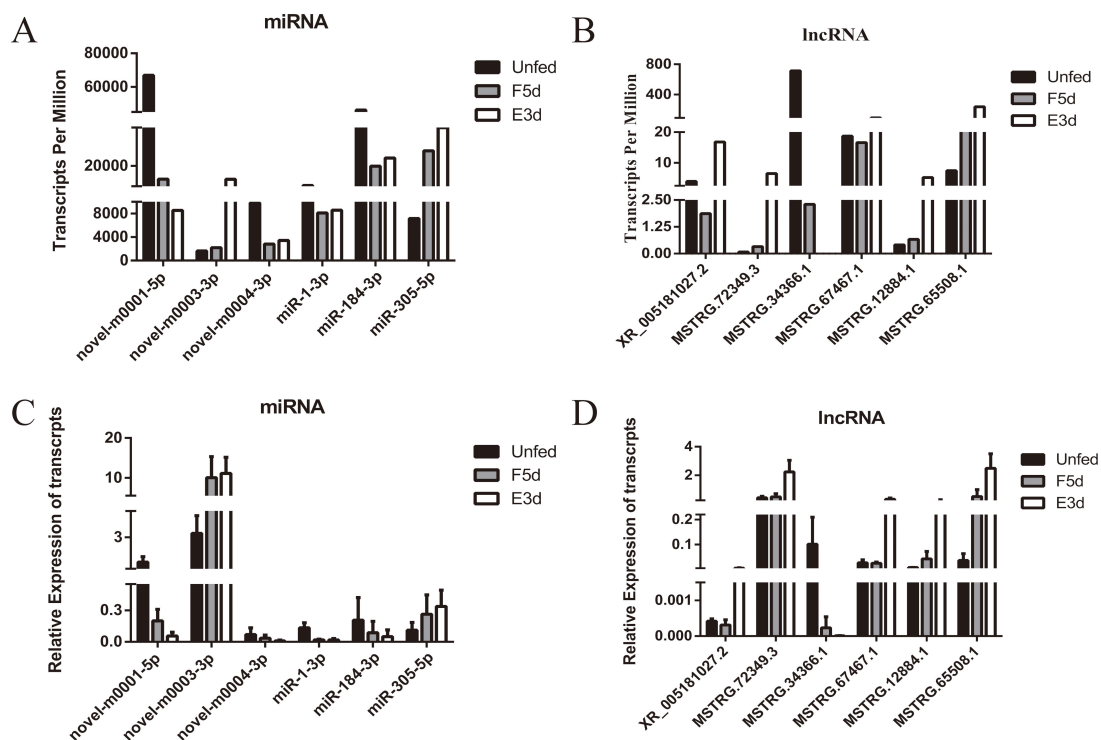 A
miRNA
Transcripts Per Million
80000
60000
20000
8000
4000
0
novel-m0001-5p
novel-m0003-3p
novel-m0004-3p
miR-1-3p
miR-184-3p
miR-305-5p
Unfed
F5d
E3d
B
lncRNA
Transcripts Per Million
800
400
20
10
2.50
1.25
0.00
XR_005181027.2
MSTRG.72349.3
MSTRG.34366.1
MSTRG.67467.1
MSTRG.12884.1
MSTRG.65508.1
Unfed
F5d
E3d
C
miRNA
Relative Expression of transcrpts
20
10
3
0.3
0.0
novel-m0001-5p
novel-m0003-3p
novel-m0004-3p
miR-1-3p
miR-184-3p
miR-305-5p
Unfed
F5d
E3d
D
lncRNA
Relative Expression of transcrpts
4
2
0.2
0.1
0.001
0.000
XR_005181027.2
MSTRG.72349.3
MSTRG.34366.1
MSTRG.67467.1
MSTRG.12884.1
MSTRG.65508.1
Unfed
F5d
E3d